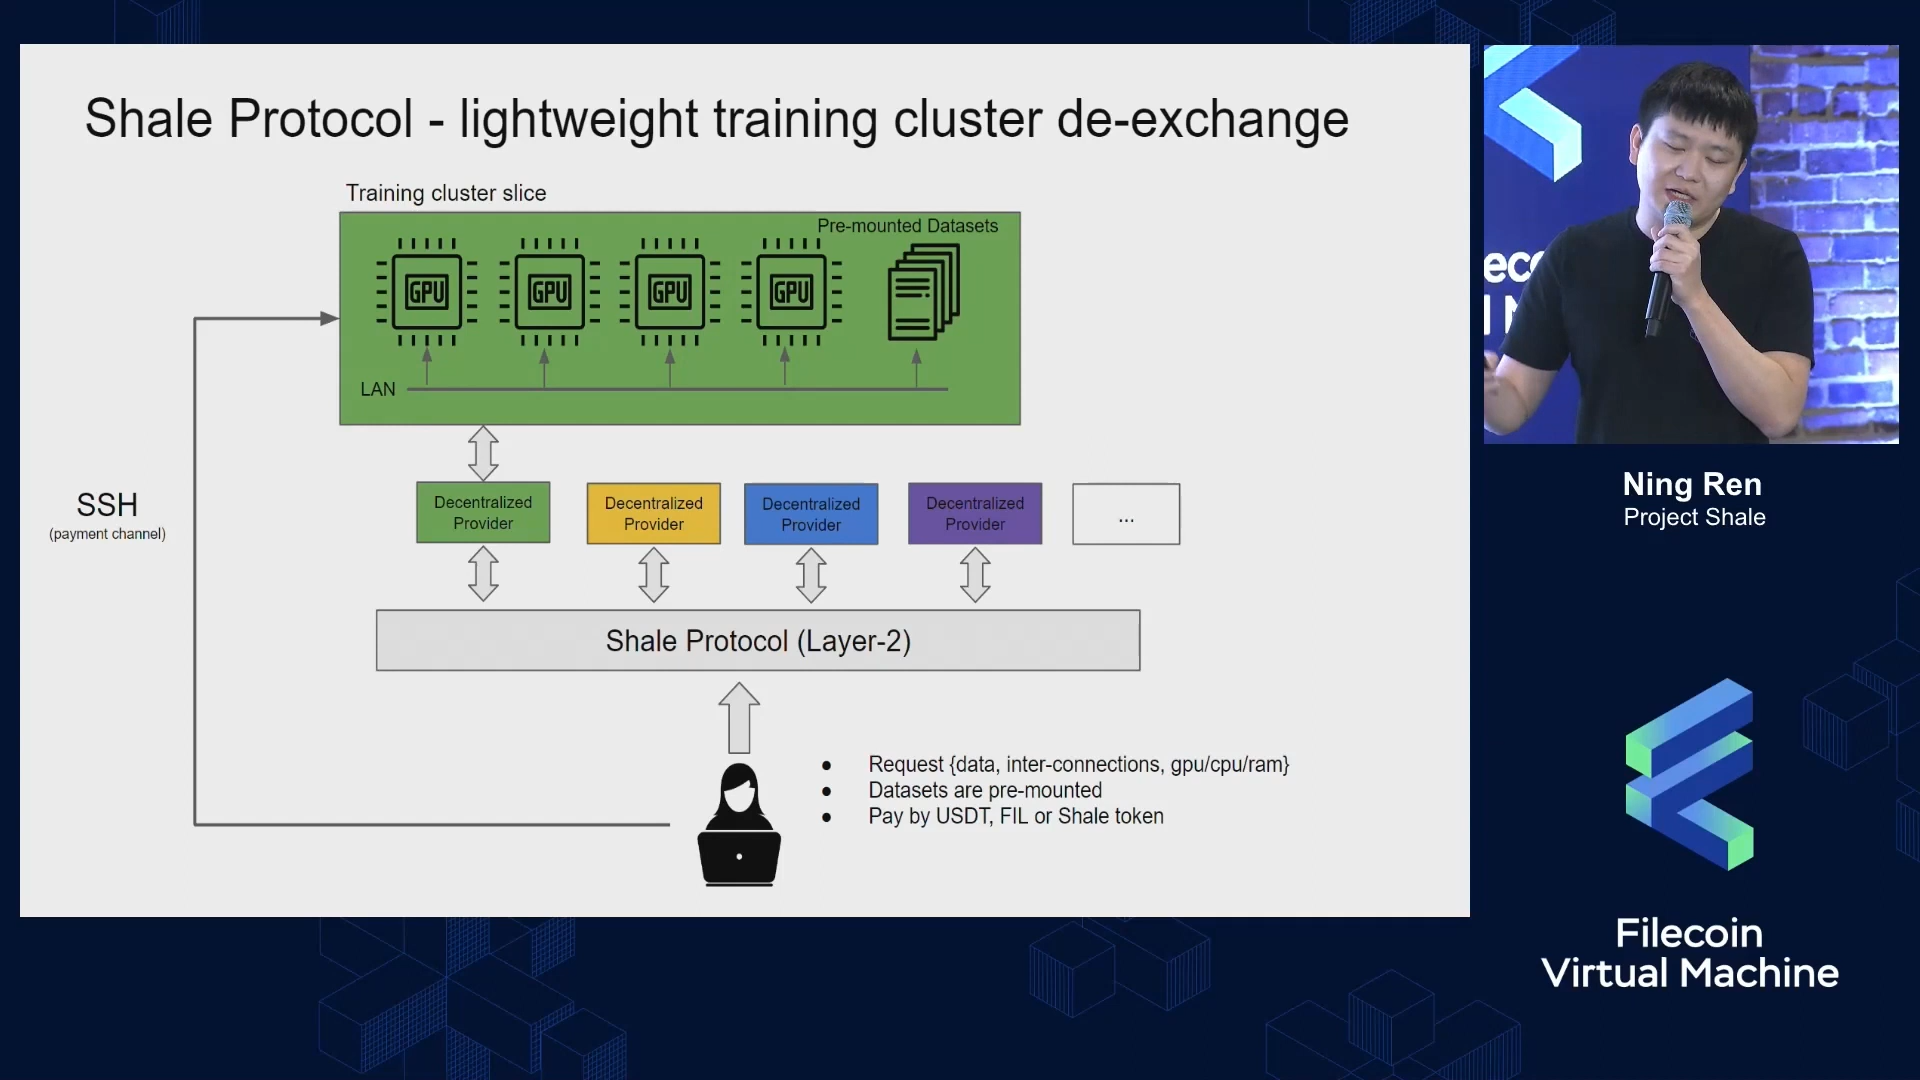 Shale Protocol - lightweight training cluster de-exchange
Training cluster slice
Pre-mounted Datasets
GPU
GPU
GPU
GPU
LAN
SSH
(payment channel)
Decentralized
Provider
Decentralized
Provider
Decentralized
Provider
Decentralized
Provider
...
Shale Protocol (Layer-2)
● Request {data, inter-connections, gpu/cpu/ram}
● Datasets are pre-mounted
● Pay by USDT, FIL or Shale token
Ning Ren
Project Shale
Filecoin
Virtual Machine